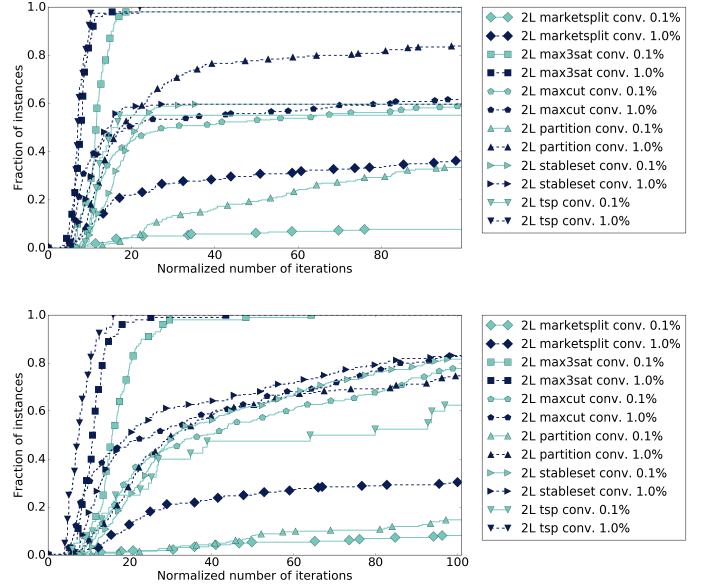 1.0
0.8
0.6
0.4
0.2
0.0
Fraction of instances
0 20 40 60 80
Normalized number of iterations
2L marketsplit conv. 0.1%
2L marketsplit conv. 1.0%
2L max3sat conv. 0.1%
2L max3sat conv. 1.0%
2L maxcut conv. 0.1%
2L maxcut conv. 1.0%
2L partition conv. 0.1%
2L partition conv. 1.0%
2L stableset conv. 0.1%
2L stableset conv. 1.0%
2L tsp conv. 0.1%
2L tsp conv. 1.0%
1.0
0.8
0.6
0.4
0.2
0.0
Fraction of instances
0 20 40 60 80 100
Normalized number of iterations
2L marketsplit conv. 0.1%
2L marketsplit conv. 1.0%
2L max3sat conv. 0.1%
2L max3sat conv. 1.0%
2L maxcut conv. 0.1%
2L maxcut conv. 1.0%
2L partition conv. 0.1%
2L partition conv. 1.0%
2L stableset conv. 0.1%
2L stableset conv. 1.0%
2L tsp conv. 0.1%
2L tsp conv. 1.0%